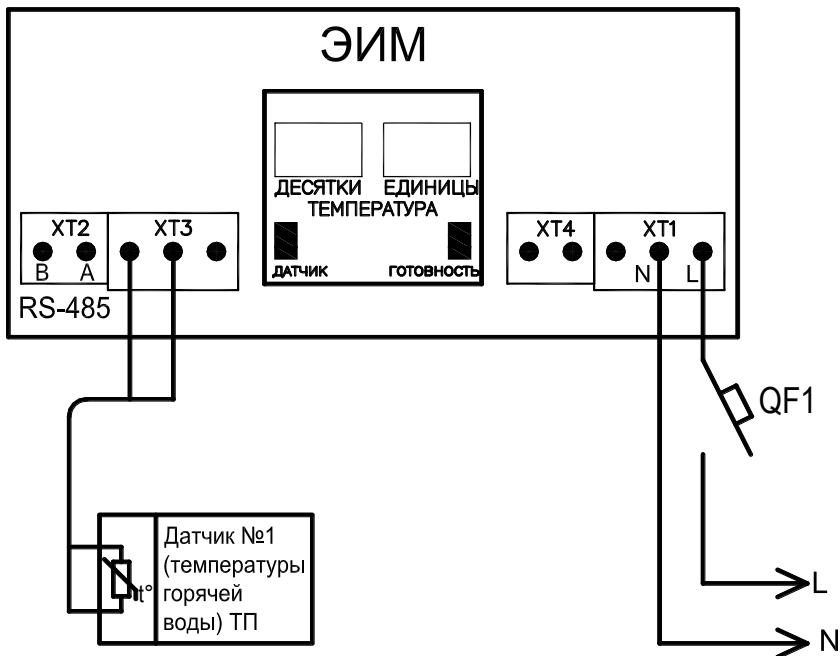 ЭИМ
ДЕСЯТКИ ЕДИНИЦЫ
ТЕМПЕРАТУРА
ДАТЧИК ГОТОВНОСТЬ
XT2 XT3
B A
RS-485
XT4 XT1
N L
QF1
Датчик №1
(температуры
горячей
воды) ТП
t°
L
N